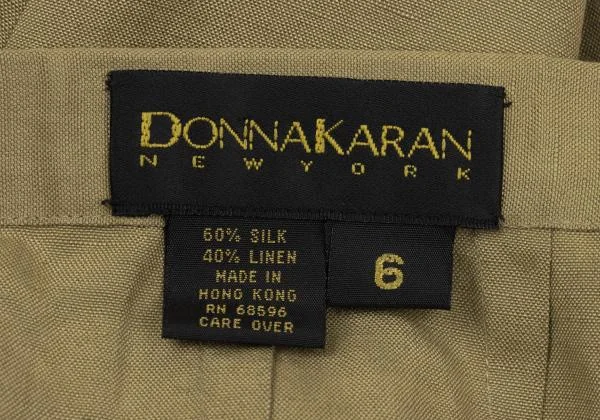 DONNAKARAN
NEW YORK
60% SILK
40% LINEN
MADE IN
HONG KONG
RN 68596
CARE OVER
6